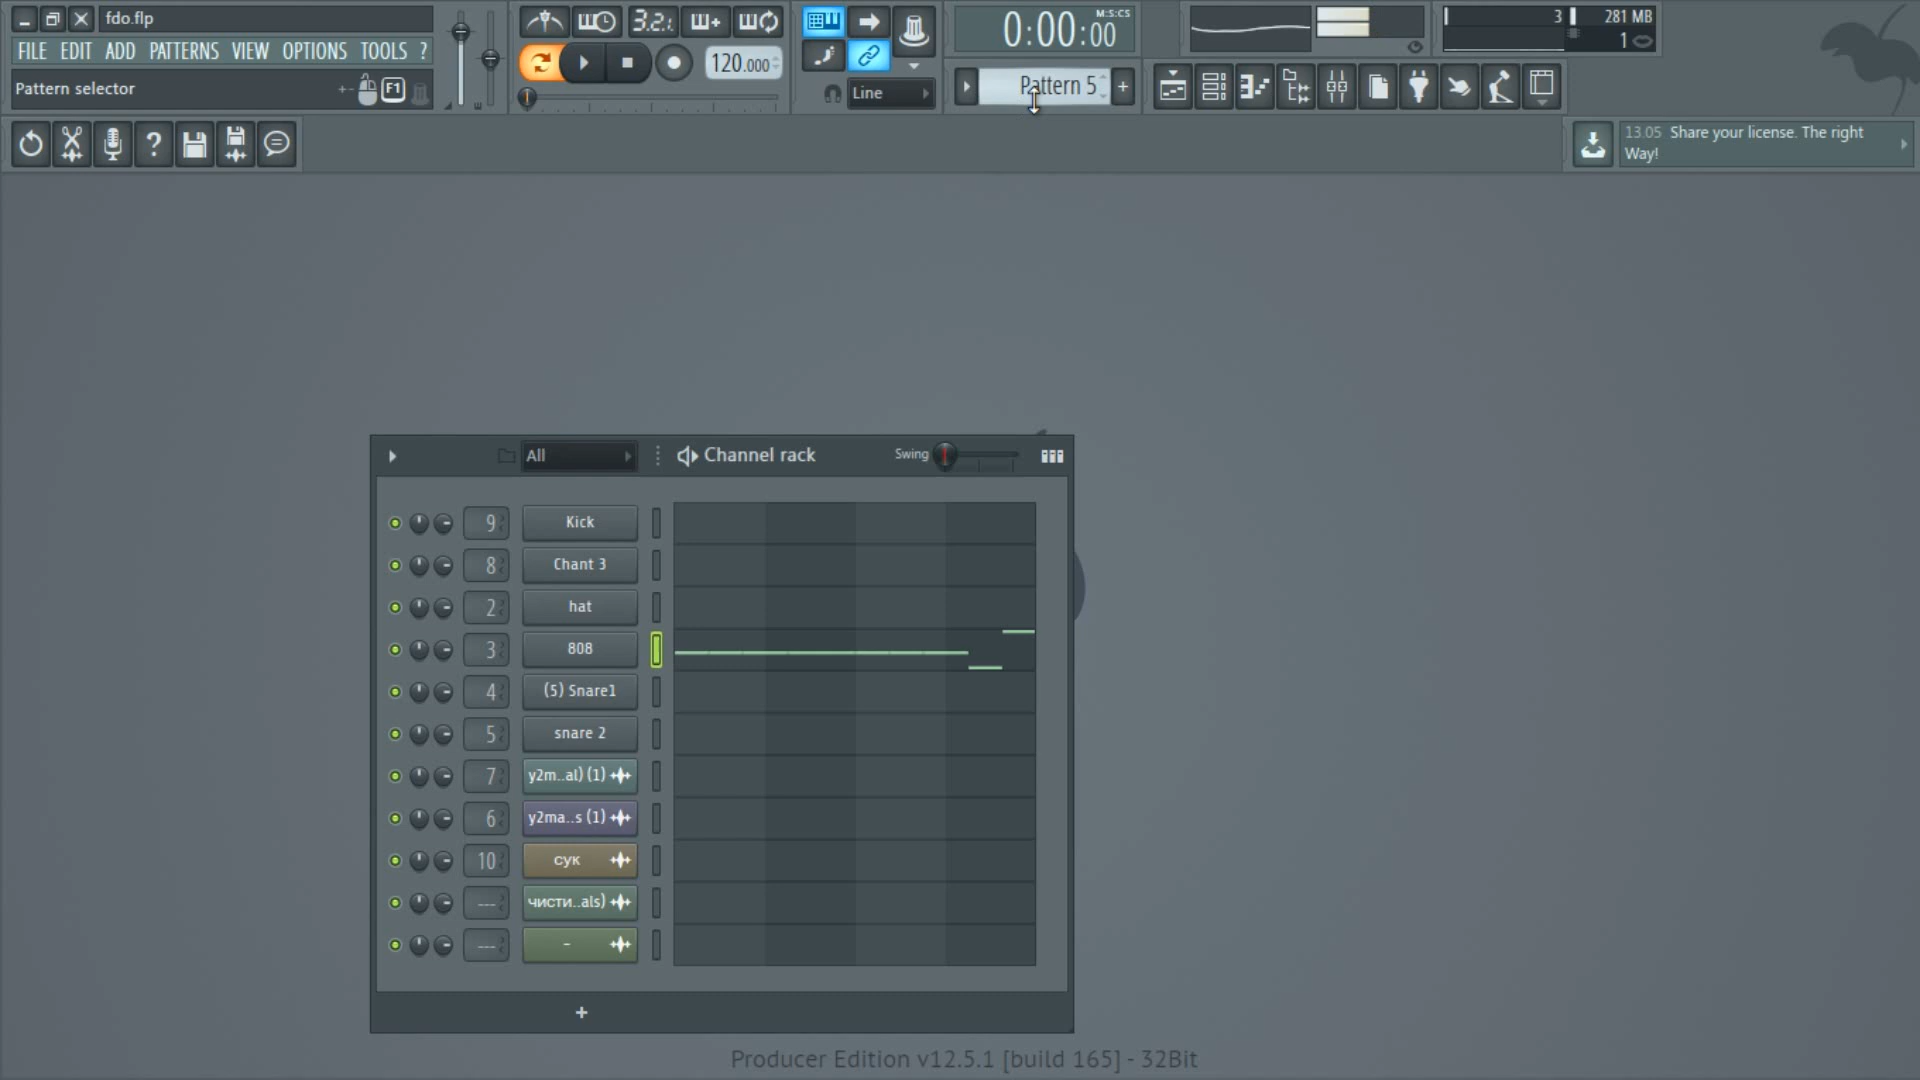 fdo.flp
FILE EDIT ADD PATTERNS VIEW OPTIONS TOOLS ?
Pattern selector
F1
3.2.
120.000
Line
0:00:00
M:S:CS
Pattern 5
+
3
281 MB
1
?
13.05 Share your license. The right
Way!
All
Channel rack
Swing
9 Kick
8 Chant 3
2 hat
3 808
4 (5) Snare1
5 snare 2
7 y2m..al) (1)
6 y2ma..s (1)
10 сук
--- чисти..als)
--- -
+
Producer Edition v12.5.1 [build 165] - 32Bit